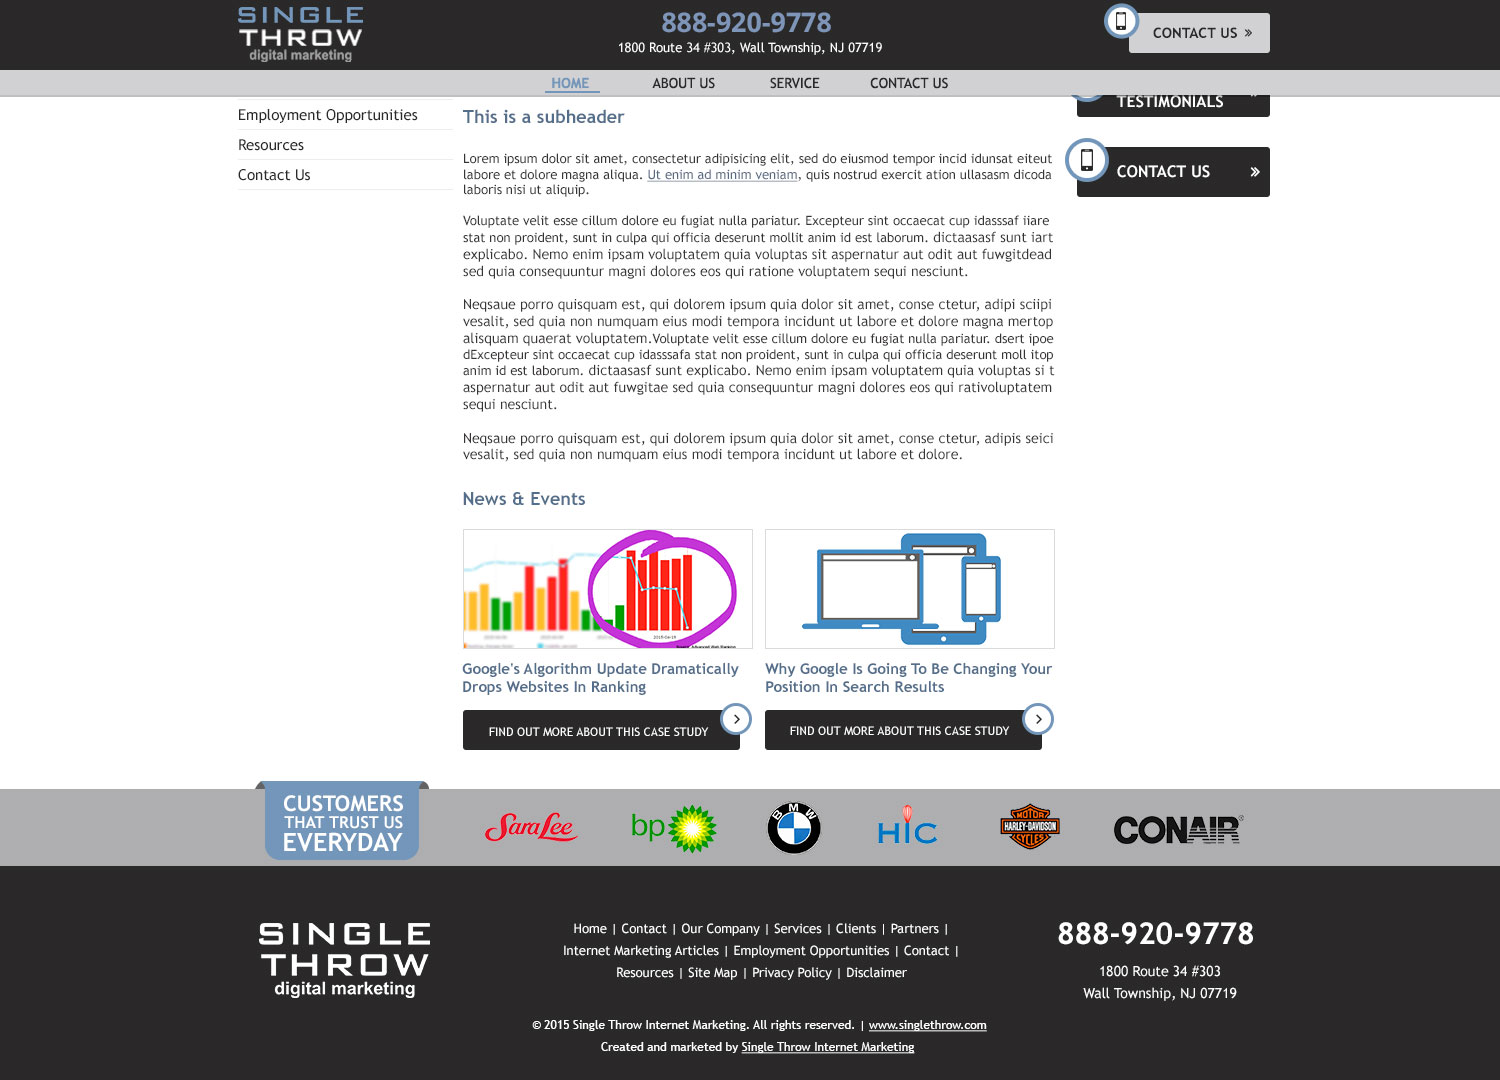 SINGLE
THROW
digital marketing
888-920-9778
1800 Route 34 #303, Wall Township, NJ 07719
CONTACT US »
HOME
ABOUT US
SERVICE
CONTACT US
Employment Opportunities
Resources
Contact Us
This is a subheader
Lorem ipsum dolor sit amet, consectetur adipisicing elit, sed do eiusmod tempor incid idunsat eiteut
labore et dolore magna aliqua. Ut enim ad minim veniam, quis nostrud exercit ation ullasasm dicoda
laboris nisi ut aliquip.
Voluptate velit esse cillum dolore eu fugiat nulla pariatur. Excepteur sint occaecat cup idasssaf iiare
stat non proident, sunt in culpa qui officia deserunt mollit anim id est laborum. dictaasasf sunt iart
explicabo. Nemo enim ipsam voluptatem quia voluptas sit aspernatur aut odit aut fuwgitdead
sed quia consequuntur magni dolores eos qui ratione voluptatem sequi nesciunt.
Neqsaue porro quisquam est, qui dolorem ipsum quia dolor sit amet, conse ctetur, adipi sciipi
vesalit, sed quia non numquam eius modi tempora incidunt ut labore et dolore magna mertop
alisquam quaerat voluptatem.Voluptate velit esse cillum dolore eu fugiat nulla pariatur. dsert ipoe
dExcepteur sint occaecat cup idasssafa stat non proident, sunt in culpa qui officia deserunt moll itop
anim id est laborum. dictaasasf sunt explicabo. Nemo enim ipsam voluptatem quia voluptas si t
aspernatur aut odit aut fuwgitae sed quia consequuntur magni dolores eos qui rativoluptatem
sequi nesciunt.
Neqsaue porro quisquam est, qui dolorem ipsum quia dolor sit amet, conse ctetur, adipis seici
vesalit, sed quia non numquam eius modi tempora incidunt ut labore et dolore.
TESTIMONIALS
CONTACT US »
News & Events
Google's Algorithm Update Dramatically
Drops Websites In Ranking
FIND OUT MORE ABOUT THIS CASE STUDY
Why Google Is Going To Be Changing Your
Position In Search Results
FIND OUT MORE ABOUT THIS CASE STUDY
CUSTOMERS
THAT TRUST US
EVERYDAY
Sara Lee
bp
BMW
HIC
MOTOR
HARLEY-DAVIDSON
CYCLES
CONAIR®
SINGLE
THROW
digital marketing
Home | Contact | Our Company | Services | Clients | Partners |
Internet Marketing Articles | Employment Opportunities | Contact |
Resources | Site Map | Privacy Policy | Disclaimer
888-920-9778
1800 Route 34 #303
Wall Township, NJ 07719
© 2015 Single Throw Internet Marketing. All rights reserved. | www.singlethrow.com
Created and marketed by Single Throw Internet Marketing